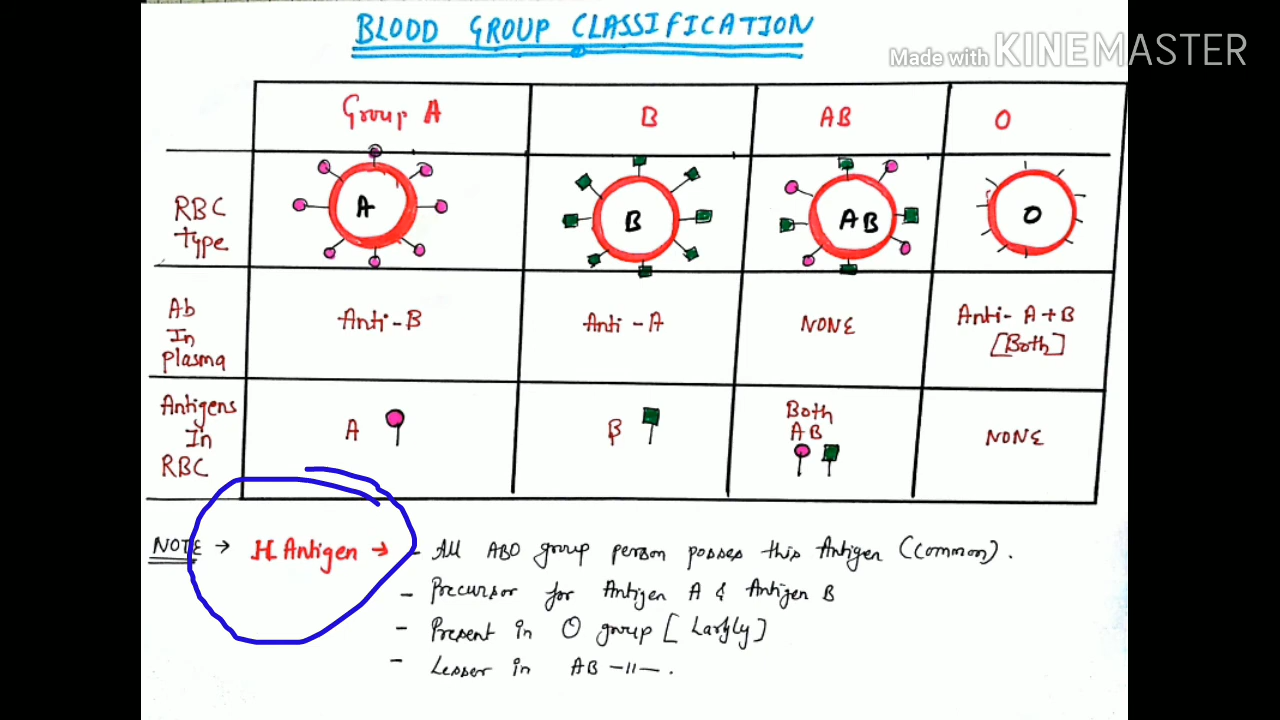 BLOOD GROUP CLASSIFICATION
Made with KINEMASTER
Group A B AB O
RBC
Type
A B AB O
Ab
In
plasma
Anti-B Anti-A NONE Anti-A+B
[Both]
Antigens
In
RBC
A B Both
AB
NONE
NOTE → H Antigen → - All ABO group person posses this Antigen (common).
- Precursor for Antigen A & Antigen B
- Present in O group [Largly]
- Lesser in AB -11-.